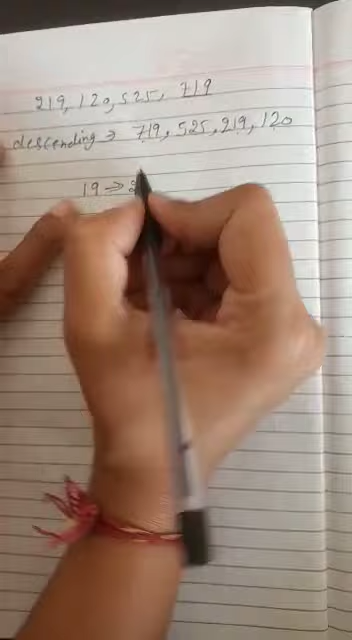 219, 120, 525, 719
descending → 719, 525, 219, 120
19 →